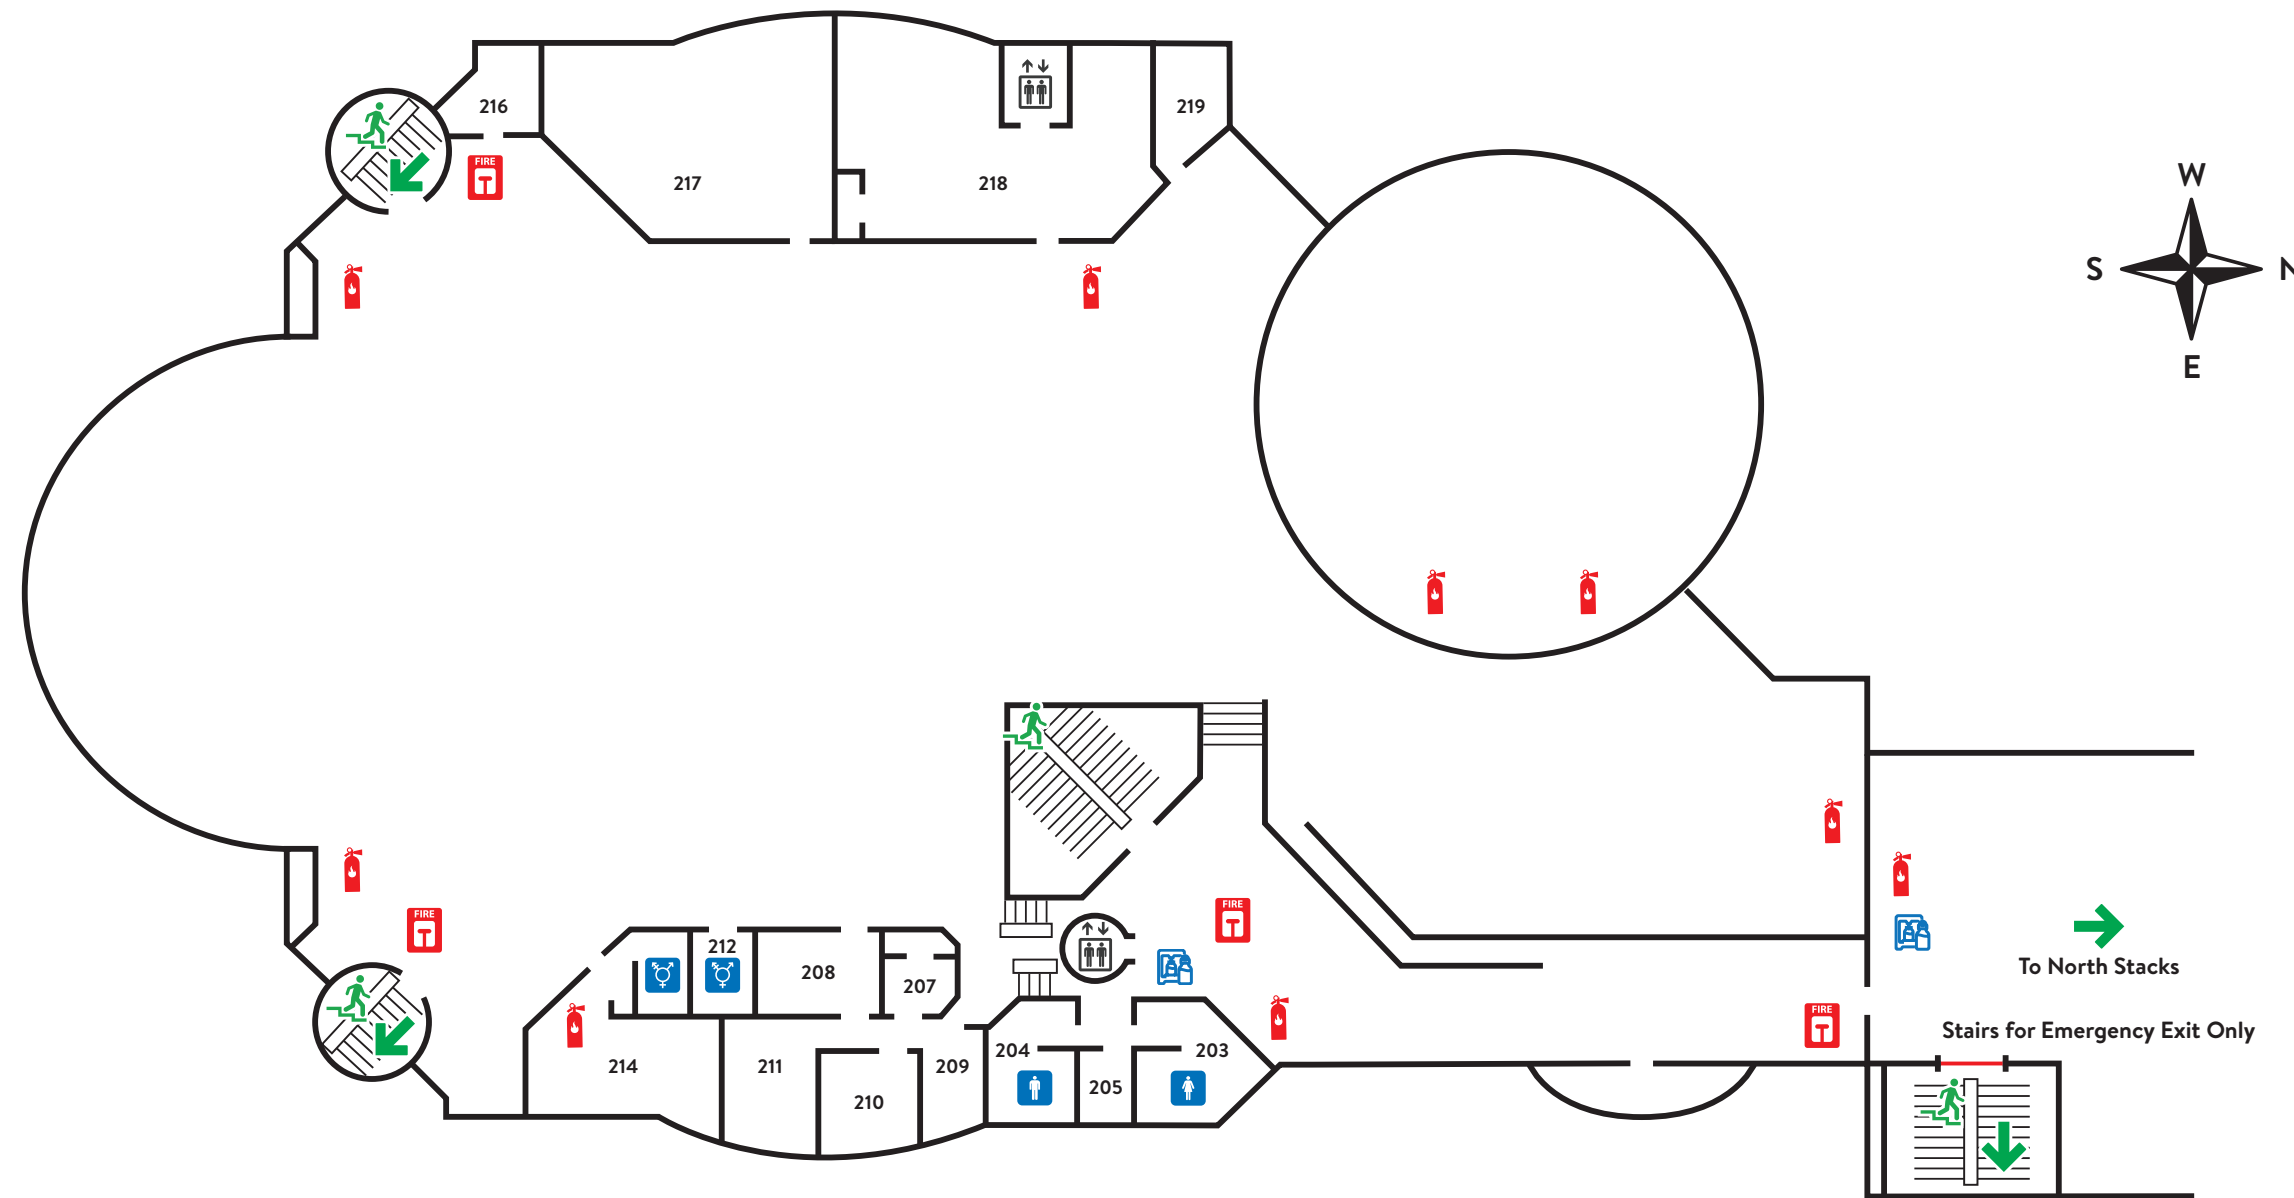 216
FIRE
217
218
219
W
S
N
E
FIRE
212
208
207
214
211
210
209
204
205
203
FIRE
FIRE
To North Stacks
Stairs for Emergency Exit Only